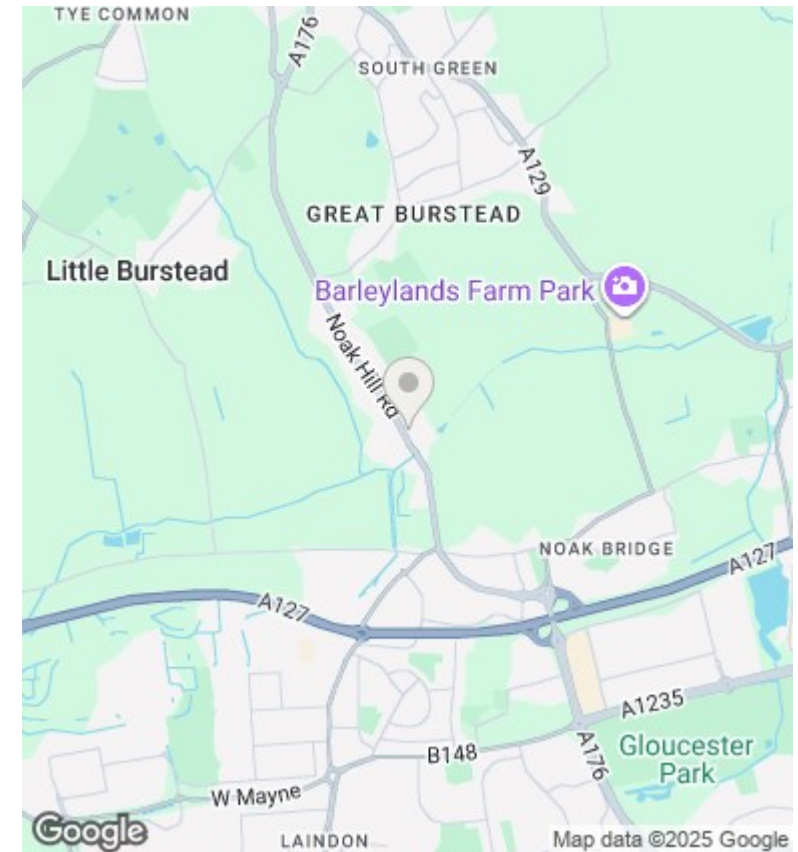 TYE COMMON
A176
SOUTH GREEN
A129
GREAT BURSTEAD
Little Burstead
Barleylands Farm Park
Noak Hill Rd
NOAK BRIDGE
A127
A127
A1235
B148
A176
Gloucester
Park
W Mayne
LAINDON
Google
Map data ©2025 Google